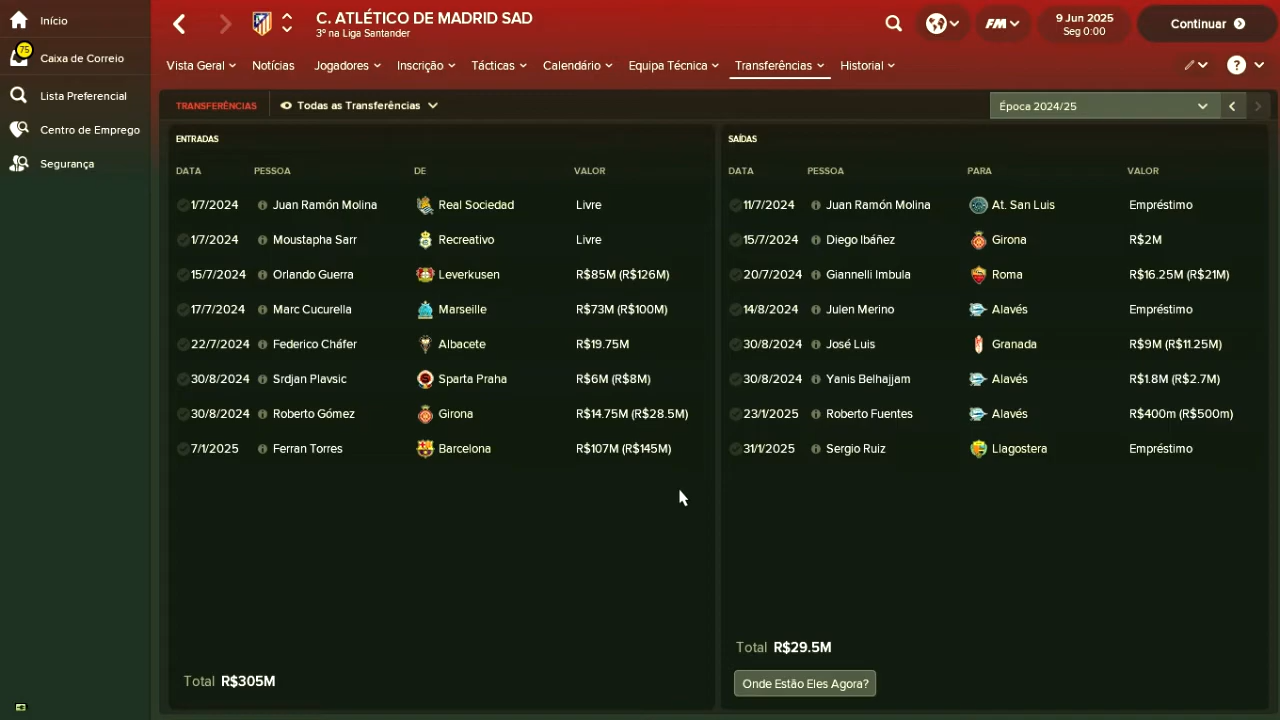 Início
75
Caixa de Correio
Lista Preferencial
Centro de Emprego
Segurança
C. ATLÉTICO DE MADRID SAD
3º na Liga Santander
FM
9 Jun 2025
Seg 0:00
Continuar
Vista Geral Notícias Jogadores Inscrição Tácticas Calendário Equipa Técnica Transferências Historial ?
TRANSFERÊNCIAS Todas as Transferências Época 2024/25
ENTRADAS
DATA PESSOA DE VALOR
1/7/2024 Juan Ramón Molina Real Sociedad Livre
1/7/2024 Moustapha Sarr Recreativo Livre
15/7/2024 Orlando Guerra Leverkusen R$85M (R$126M)
17/7/2024 Marc Cucurella Marseille R$73M (R$100M)
22/7/2024 Federico Cháfer Albacete R$19.75M
30/8/2024 Srdjan Plavsic Sparta Praha R$6M (R$8M)
30/8/2024 Roberto Gómez Girona R$14.75M (R$28.5M)
7/1/2025 Ferran Torres Barcelona R$107M (R$145M)
Total R$305M
SAÍDAS
DATA PESSOA PARA VALOR
11/7/2024 Juan Ramón Molina At. San Luis Empréstimo
15/7/2024 Diego Ibáñez Girona R$2M
20/7/2024 Giannelli Imbula Roma R$16.25M (R$21M)
14/8/2024 Julen Merino Alavés Empréstimo
30/8/2024 José Luis Granada R$9M (R$11.25M)
30/8/2024 Yanis Belhajjam Alavés R$1.8M (R$2.7M)
23/1/2025 Roberto Fuentes Alavés R$400m (R$500m)
31/1/2025 Sergio Ruiz Llagostera Empréstimo
Total R$29.5M
Onde Estão Eles Agora?